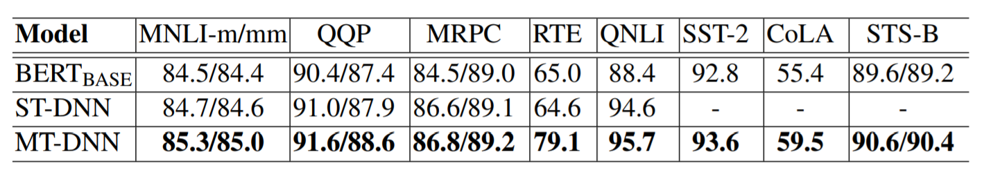 Model MNLI-m/mm QQP MRPC RTE QNLI SST-2 CoLA STS-B
BERTBASE 84.5/84.4 90.4/87.4 84.5/89.0 65.0 88.4 92.8 55.4 89.6/89.2
ST-DNN 84.7/84.6 91.0/87.9 86.6/89.1 64.6 94.6 - - -
MT-DNN 85.3/85.0 91.6/88.6 86.8/89.2 79.1 95.7 93.6 59.5 90.6/90.4